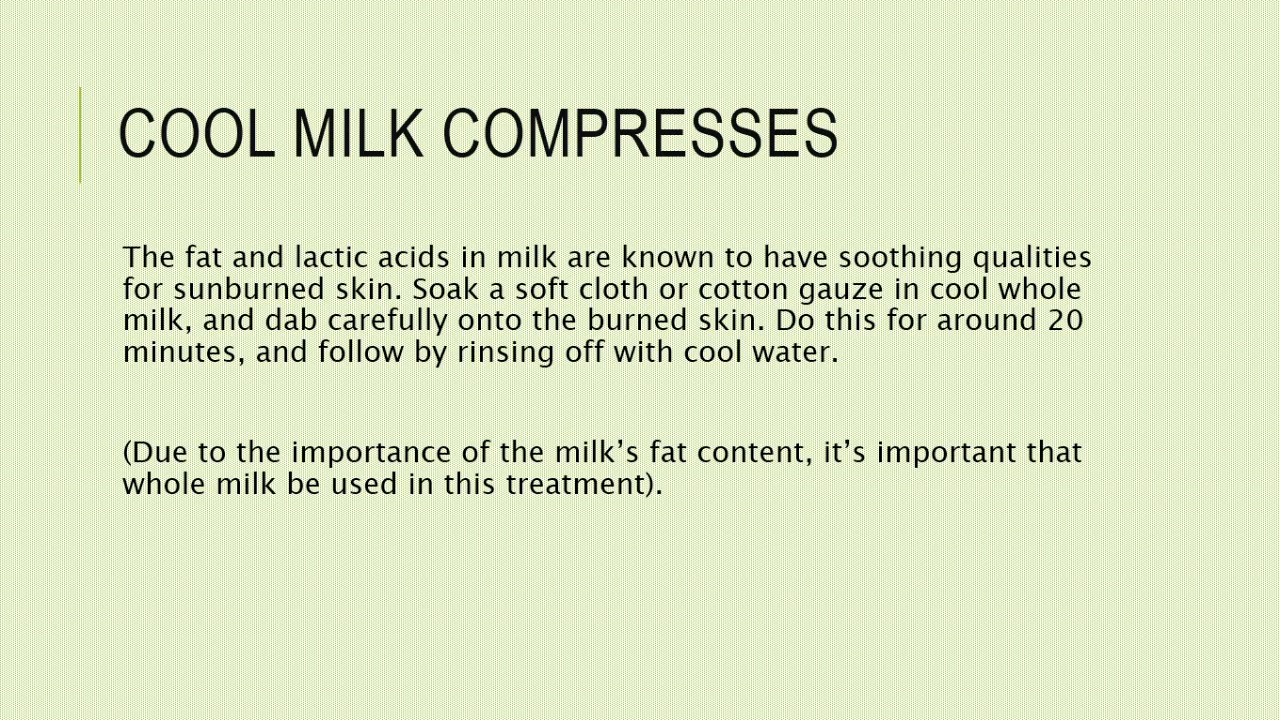 COOL MILK COMPRESSES
The fat and lactic acids in milk are known to have soothing qualities
for sunburned skin. Soak a soft cloth or cotton gauze in cool whole
milk, and dab carefully onto the burned skin. Do this for around 20
minutes, and follow by rinsing off with cool water.
(Due to the importance of the milk’s fat content, it’s important that
whole milk be used in this treatment).